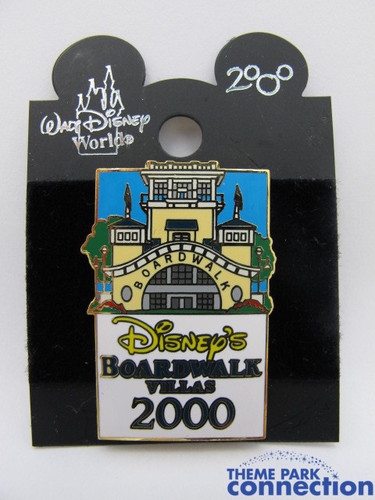 Walt Disney
World®
2000
BOARDWALK
Disney's
BOARDWALK
VILLAS
2000
THEME PARK
connection